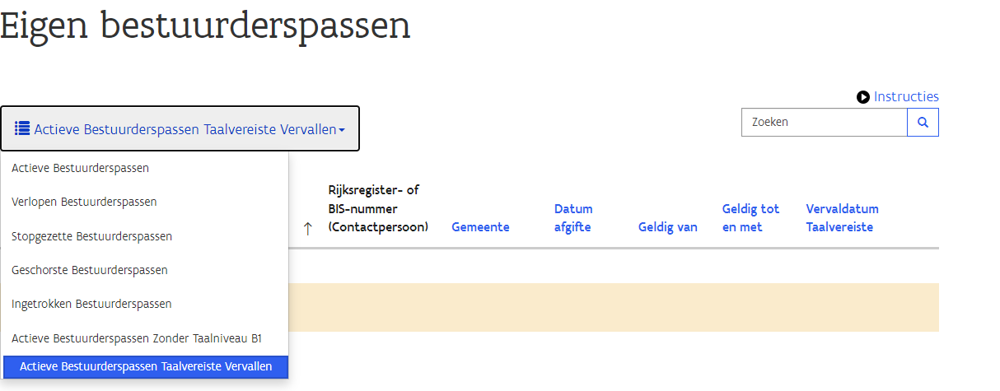 Eigen bestuurderspassen
Instructies
Actieve Bestuurderspassen Taalvereiste Vervallen
Zoeken
Actieve Bestuurderspassen
Verlopen Bestuurderspassen
Stopgezette Bestuurderspassen
Geschorste Bestuurderspassen
Ingetrokken Bestuurderspassen
Actieve Bestuurderspassen Zonder Taalniveau B1
Actieve Bestuurderspassen Taalvereiste Vervallen
↑
Rijksregister- of
BIS-nummer
(Contactpersoon)
Gemeente
Datum
afgifte
Geldig van
Geldig tot
en met
Vervaldatum
Taalvereiste